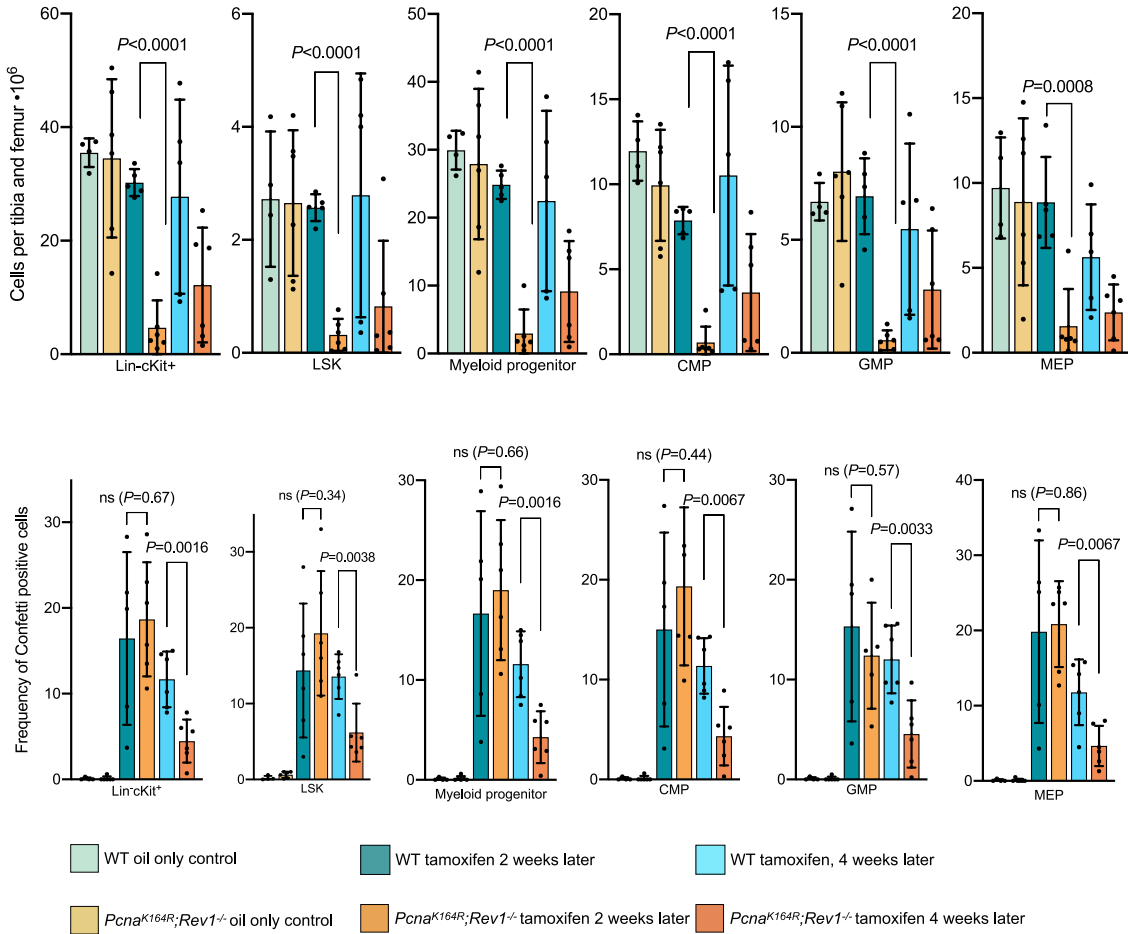 Cells per tibia and femur •10⁶
60
40
20
0
P<0.0001
Lin-cKit+
6
4
2
0
P<0.0001
LSK
50
40
30
20
10
0
P<0.0001
Myeloid progenitor
20
15
10
5
0
P<0.0001
CMP
15
10
5
0
P<0.0001
GMP
20
15
10
5
0
P=0.0008
MEP
Frequency of Confetti positive cells
30
20
10
0
ns (P=0.67)
P=0.0016
Lin-cKit⁺
30
20
10
0
ns (P=0.34)
P=0.0038
LSK
30
20
10
0
ns (P=0.66)
P=0.0016
Myeloid progenitor
30
20
10
0
ns (P=0.44)
P=0.0067
CMP
30
20
10
0
ns (P=0.57)
P=0.0033
GMP
40
30
20
10
0
ns (P=0.86)
P=0.0067
MEP
WT oil only control
WT tamoxifen 2 weeks later
WT tamoxifen, 4 weeks later
Pcnaᴷ¹⁶⁴ᴿ;Rev1⁻/⁻ oil only control
Pcnaᴷ¹⁶⁴ᴿ;Rev1⁻/⁻ tamoxifen 2 weeks later
Pcnaᴷ¹⁶⁴ᴿ;Rev1⁻/⁻ tamoxifen 4 weeks later